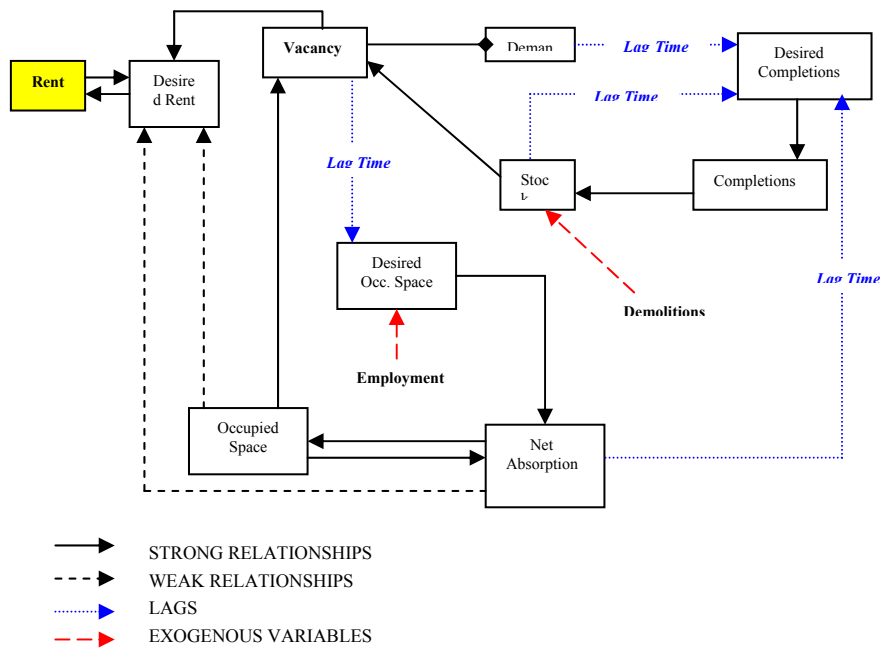 Vacancy
Deman
Lag Time
Desired
Completions
Rent
Desire
d Rent
Lag Time
Lag Time
Stoc
Completions
Desired
Occ. Space
Lag Time
Demolitions
Employment
Occupied
Space
Net
Absorption
STRONG RELATIONSHIPS
WEAK RELATIONSHIPS
LAGS
EXOGENOUS VARIABLES